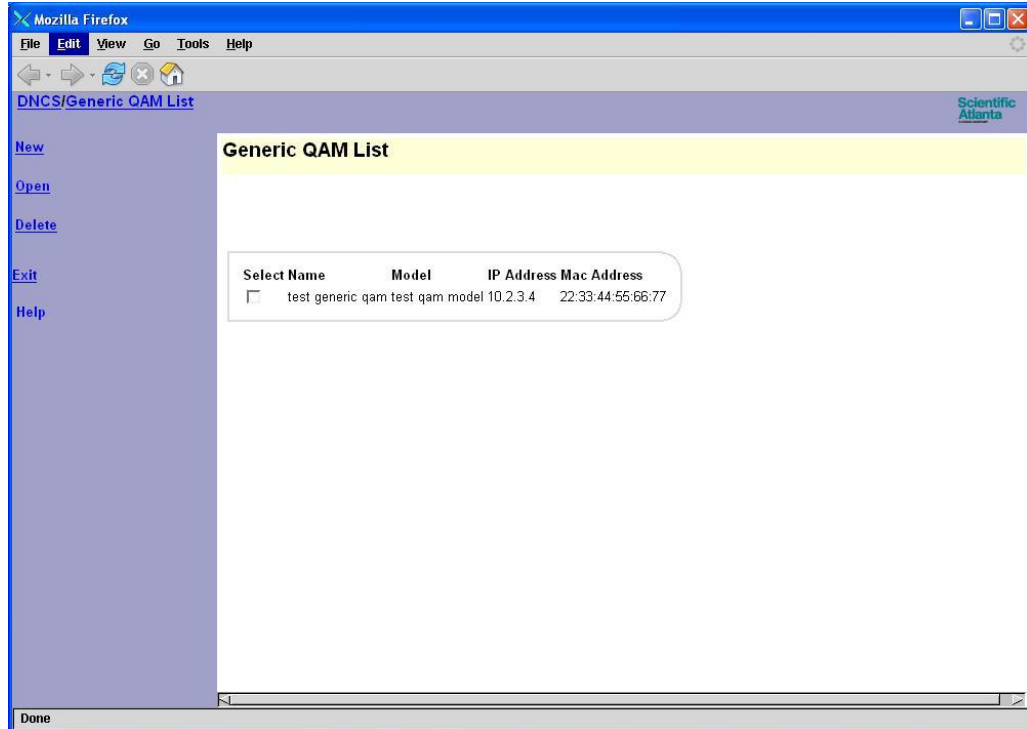 Mozilla Firefox
File Edit View Go Tools Help
DNCS/Generic QAM List
Scientific
Atlanta
New
Generic QAM List
Open
Delete
Exit
Help
Select Name Model IP Address Mac Address
test generic qam test qam model 10.2.3.4 22:33:44:55:66:77
Done